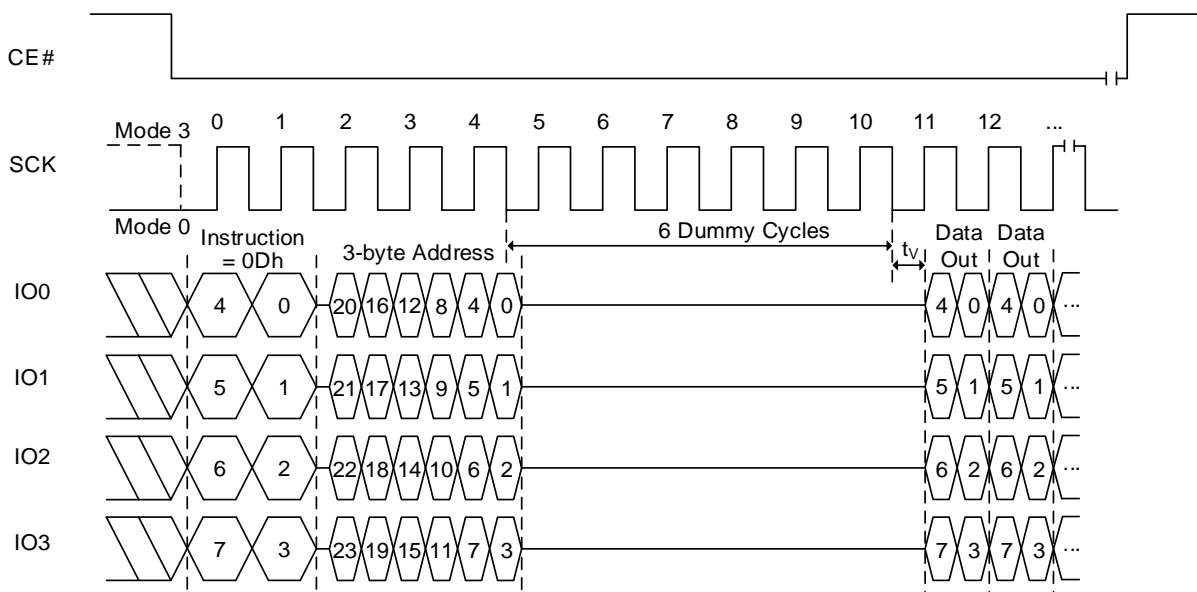 CE#
0 1 2 3 4 5 6 7 8 9 10 11 12 ...
Mode 3
SCK
Mode 0
Instruction
= 0Dh
3-byte Address
6 Dummy Cycles
tV
Data
Out
Data
Out
IO0 4 0 20 16 12 8 4 0 4 0 4 0 ...
IO1 5 1 21 17 13 9 5 1 5 1 5 1 ...
IO2 6 2 22 18 14 10 6 2 6 2 6 2 ...
IO3 7 3 23 19 15 11 7 3 7 3 7 3 ...